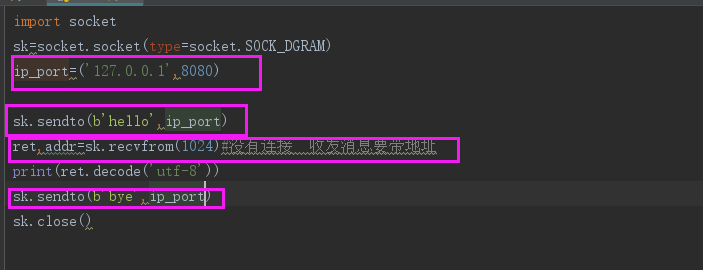 import socket
sk=socket.socket(type=socket.SOCK_DGRAM)
ip_port=('127.0.0.1',8080)
sk.sendto(b'hello',ip_port)
ret,addr=sk.recvfrom(1024)#没有连接 收发消息要带地址
print(ret.decode('utf-8'))
sk.sendto(b'bye',ip_port)
sk.close()